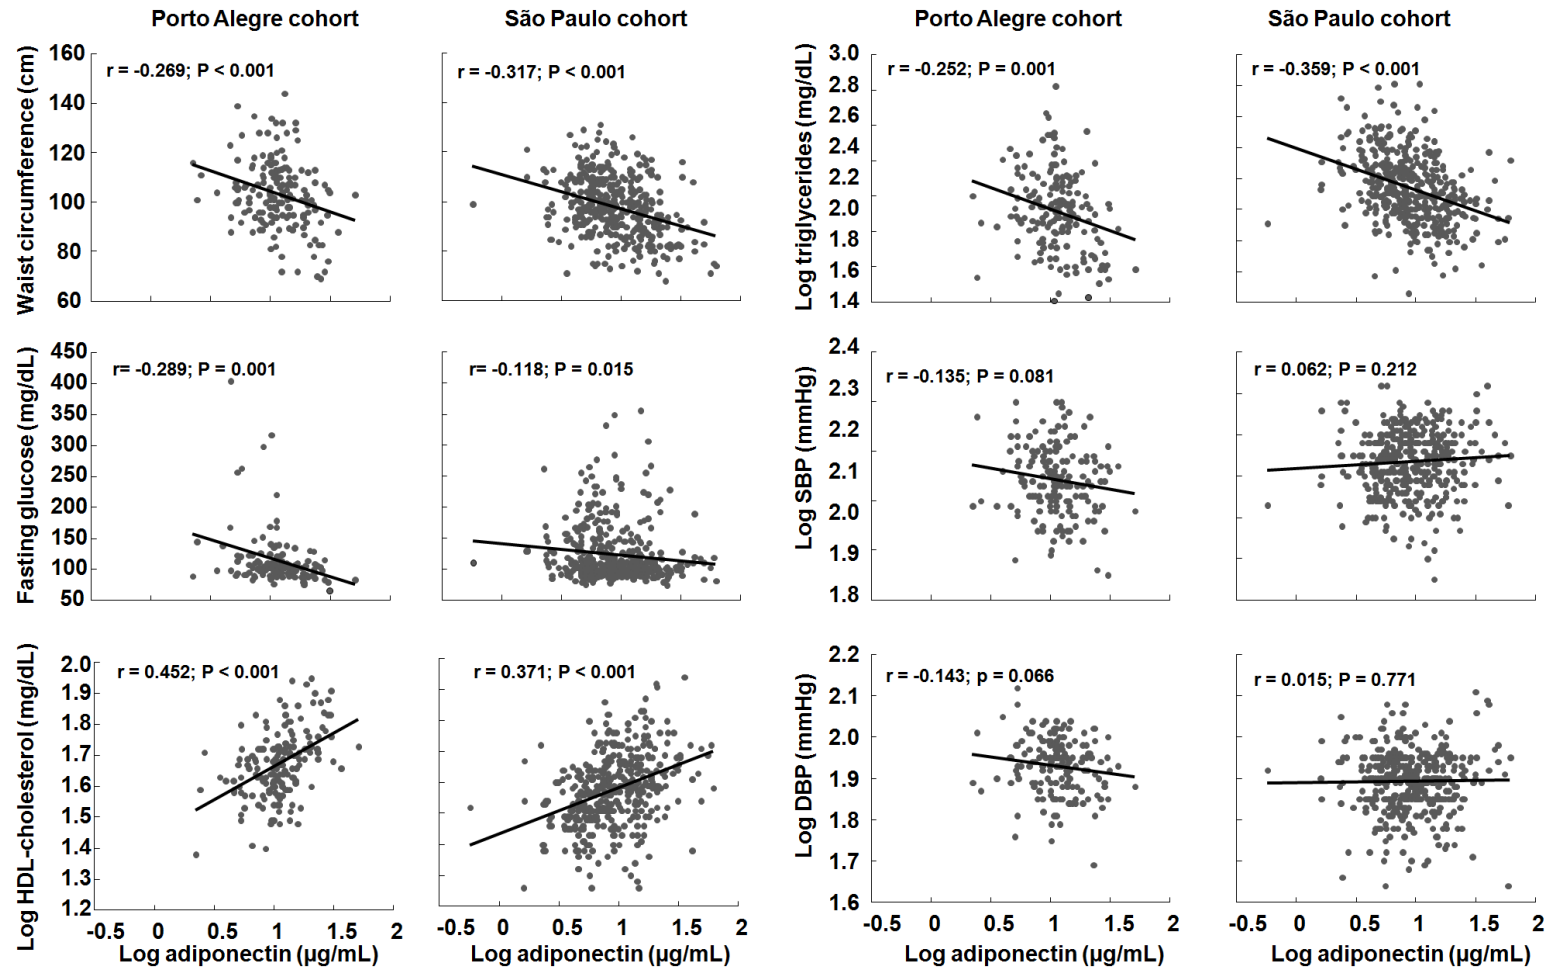 Porto Alegre cohort
São Paulo cohort
Porto Alegre cohort
São Paulo cohort
Waist circumference (cm)
160
140
120
100
80
60
r = -0.269; P < 0.001
r = -0.317; P < 0.001
Log triglycerides (mg/dL)
3.0
2.8
2.6
2.4
2.2
2.0
1.8
1.6
1.4
r = -0.252; P = 0.001
r = -0.359; P < 0.001
Fasting glucose (mg/dL)
450
400
350
300
250
200
150
100
50
r= -0.289; P = 0.001
r= -0.118; P = 0.015
Log SBP (mmHg)
2.4
2.3
2.2
2.1
2.0
1.9
1.8
r = -0.135; P = 0.081
r = 0.062; P = 0.212
Log HDL-cholesterol (mg/dL)
2.0
1.9
1.8
1.7
1.6
1.5
1.4
1.3
1.2
r = 0.452; P < 0.001
r = 0.371; P < 0.001
Log DBP (mmHg)
2.2
2.1
2.0
1.9
1.8
1.7
1.6
r = -0.143; p = 0.066
r = 0.015; P = 0.771
-0.5 0 0.5 1 2
Log adiponectin (µg/mL)
-0.5 0 0.5 1 2
Log adiponectin (µg/mL)
-0.5 0 0.5 1 2
Log adiponectin (µg/mL)
-0.5 0 0.5 1 2
Log adiponectin (µg/mL)